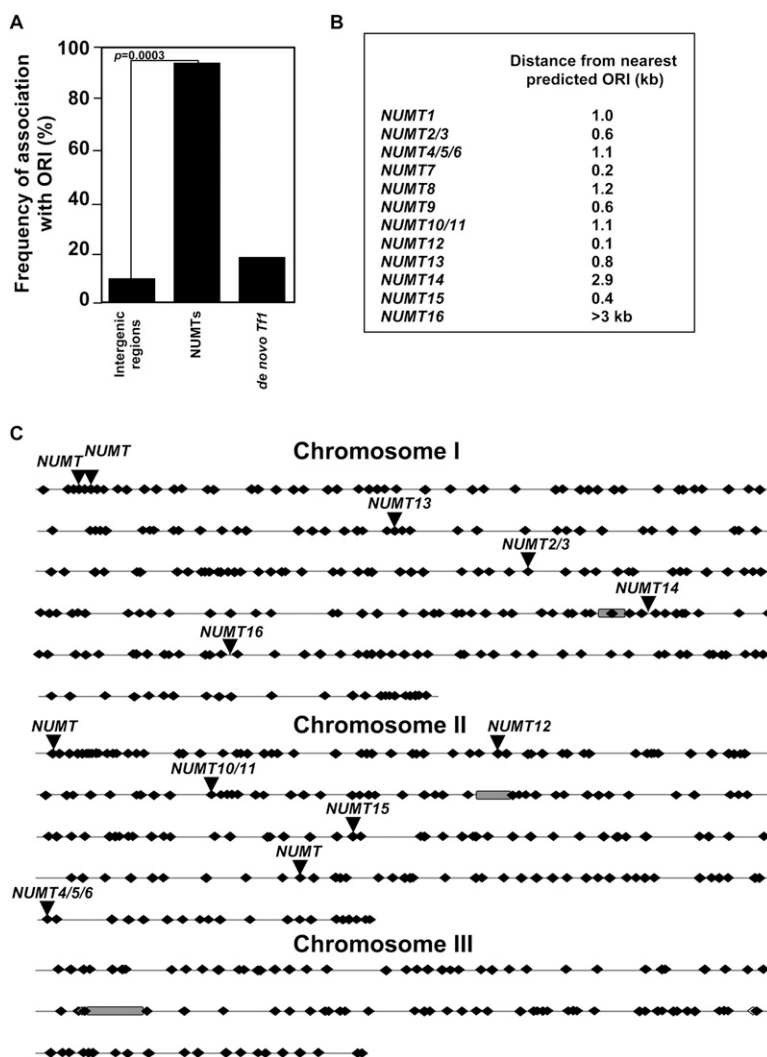 A
Frequency of association
with ORI (%)
100
80
60
40
20
0
p=0.0003
Intergenic
regions
NUMTs
de novo Tf1
B
Distance from nearest
predicted ORI (kb)
NUMT1 1.0
NUMT2/3 0.6
NUMT4/5/6 1.1
NUMT7 0.2
NUMT8 1.2
NUMT9 0.6
NUMT10/11 1.1
NUMT12 0.1
NUMT13 0.8
NUMT14 2.9
NUMT15 0.4
NUMT16 >3 kb
C
Chromosome I
NUMT NUMT
NUMT13
NUMT2/3
NUMT14
NUMT16
Chromosome II
NUMT NUMT12
NUMT10/11
NUMT15
NUMT
NUMT4/5/6
Chromosome III